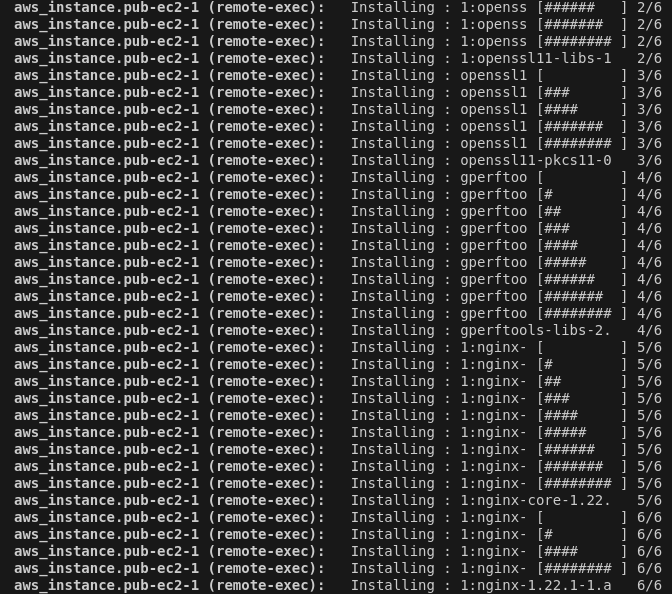 aws_instance.pub-ec2-1 (remote-exec):   Installing : 1:openss [######   ] 2/6
aws_instance.pub-ec2-1 (remote-exec):   Installing : 1:openss [#######  ] 2/6
aws_instance.pub-ec2-1 (remote-exec):   Installing : 1:openss [######## ] 2/6
aws_instance.pub-ec2-1 (remote-exec):   Installing : 1:openssl11-libs-1   2/6
aws_instance.pub-ec2-1 (remote-exec):   Installing : openssl1 [         ] 3/6
aws_instance.pub-ec2-1 (remote-exec):   Installing : openssl1 [###      ] 3/6
aws_instance.pub-ec2-1 (remote-exec):   Installing : openssl1 [####     ] 3/6
aws_instance.pub-ec2-1 (remote-exec):   Installing : openssl1 [#######  ] 3/6
aws_instance.pub-ec2-1 (remote-exec):   Installing : openssl1 [######## ] 3/6
aws_instance.pub-ec2-1 (remote-exec):   Installing : openssl11-pkcs11-0   3/6
aws_instance.pub-ec2-1 (remote-exec):   Installing : gperftoo [         ] 4/6
aws_instance.pub-ec2-1 (remote-exec):   Installing : gperftoo [#        ] 4/6
aws_instance.pub-ec2-1 (remote-exec):   Installing : gperftoo [##       ] 4/6
aws_instance.pub-ec2-1 (remote-exec):   Installing : gperftoo [###      ] 4/6
aws_instance.pub-ec2-1 (remote-exec):   Installing : gperftoo [####     ] 4/6
aws_instance.pub-ec2-1 (remote-exec):   Installing : gperftoo [#####    ] 4/6
aws_instance.pub-ec2-1 (remote-exec):   Installing : gperftoo [######   ] 4/6
aws_instance.pub-ec2-1 (remote-exec):   Installing : gperftoo [#######  ] 4/6
aws_instance.pub-ec2-1 (remote-exec):   Installing : gperftoo [######## ] 4/6
aws_instance.pub-ec2-1 (remote-exec):   Installing : gperftools-libs-2.   4/6
aws_instance.pub-ec2-1 (remote-exec):   Installing : 1:nginx- [         ] 5/6
aws_instance.pub-ec2-1 (remote-exec):   Installing : 1:nginx- [#        ] 5/6
aws_instance.pub-ec2-1 (remote-exec):   Installing : 1:nginx- [##       ] 5/6
aws_instance.pub-ec2-1 (remote-exec):   Installing : 1:nginx- [###      ] 5/6
aws_instance.pub-ec2-1 (remote-exec):   Installing : 1:nginx- [####     ] 5/6
aws_instance.pub-ec2-1 (remote-exec):   Installing : 1:nginx- [#####    ] 5/6
aws_instance.pub-ec2-1 (remote-exec):   Installing : 1:nginx- [######   ] 5/6
aws_instance.pub-ec2-1 (remote-exec):   Installing : 1:nginx- [#######  ] 5/6
aws_instance.pub-ec2-1 (remote-exec):   Installing : 1:nginx- [######## ] 5/6
aws_instance.pub-ec2-1 (remote-exec):   Installing : 1:nginx-core-1.22.   5/6
aws_instance.pub-ec2-1 (remote-exec):   Installing : 1:nginx- [         ] 6/6
aws_instance.pub-ec2-1 (remote-exec):   Installing : 1:nginx- [#        ] 6/6
aws_instance.pub-ec2-1 (remote-exec):   Installing : 1:nginx- [####     ] 6/6
aws_instance.pub-ec2-1 (remote-exec):   Installing : 1:nginx- [######## ] 6/6
aws_instance.pub-ec2-1 (remote-exec):   Installing : 1:nginx-1.22.1-1.a   6/6